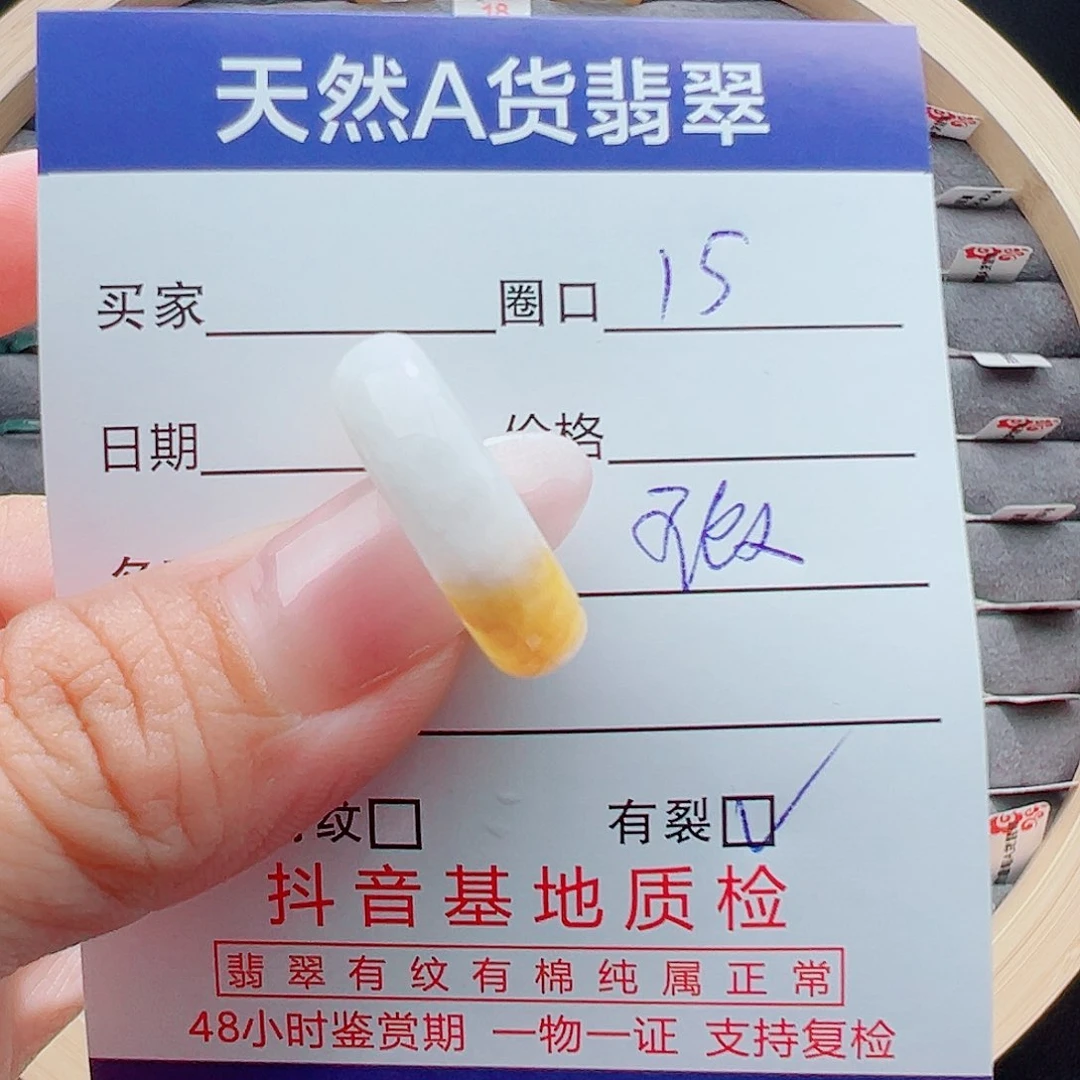 18
天然A货翡翠
买家 圈口 15
日期 价格
纹 有裂
抖音基地质检
翡翠有纹有棉纯属正常
48小时鉴赏期 一物一证 支持复检